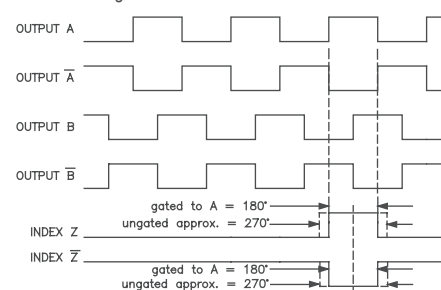 OUTPUT A
OUTPUT A̅
OUTPUT B
OUTPUT B̅
gated to A = 180°
ungated approx. = 270°
INDEX Z
INDEX Z̅
gated to A = 180°
ungated approx. = 270°